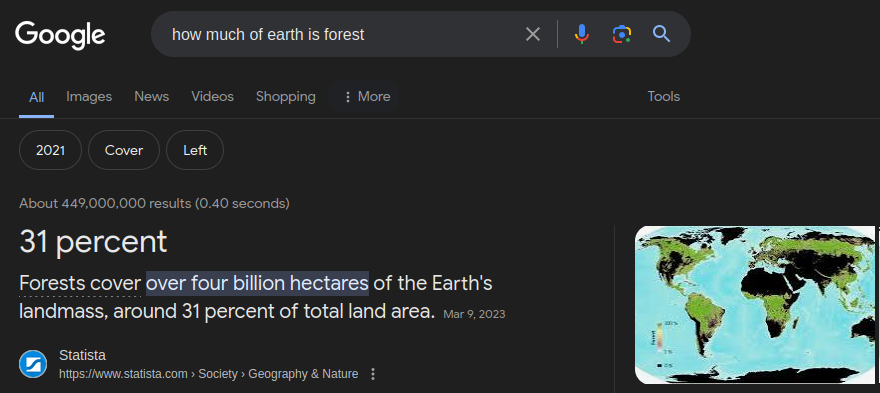 Google
how much of earth is forest
All Images News Videos Shopping More Tools
2021 Cover Left
About 449,000,000 results (0.40 seconds)
31 percent
Forests cover over four billion hectares of the Earth's
landmass, around 31 percent of total land area. Mar 9, 2023
Statista
https://www.statista.com › Society › Geography & Nature